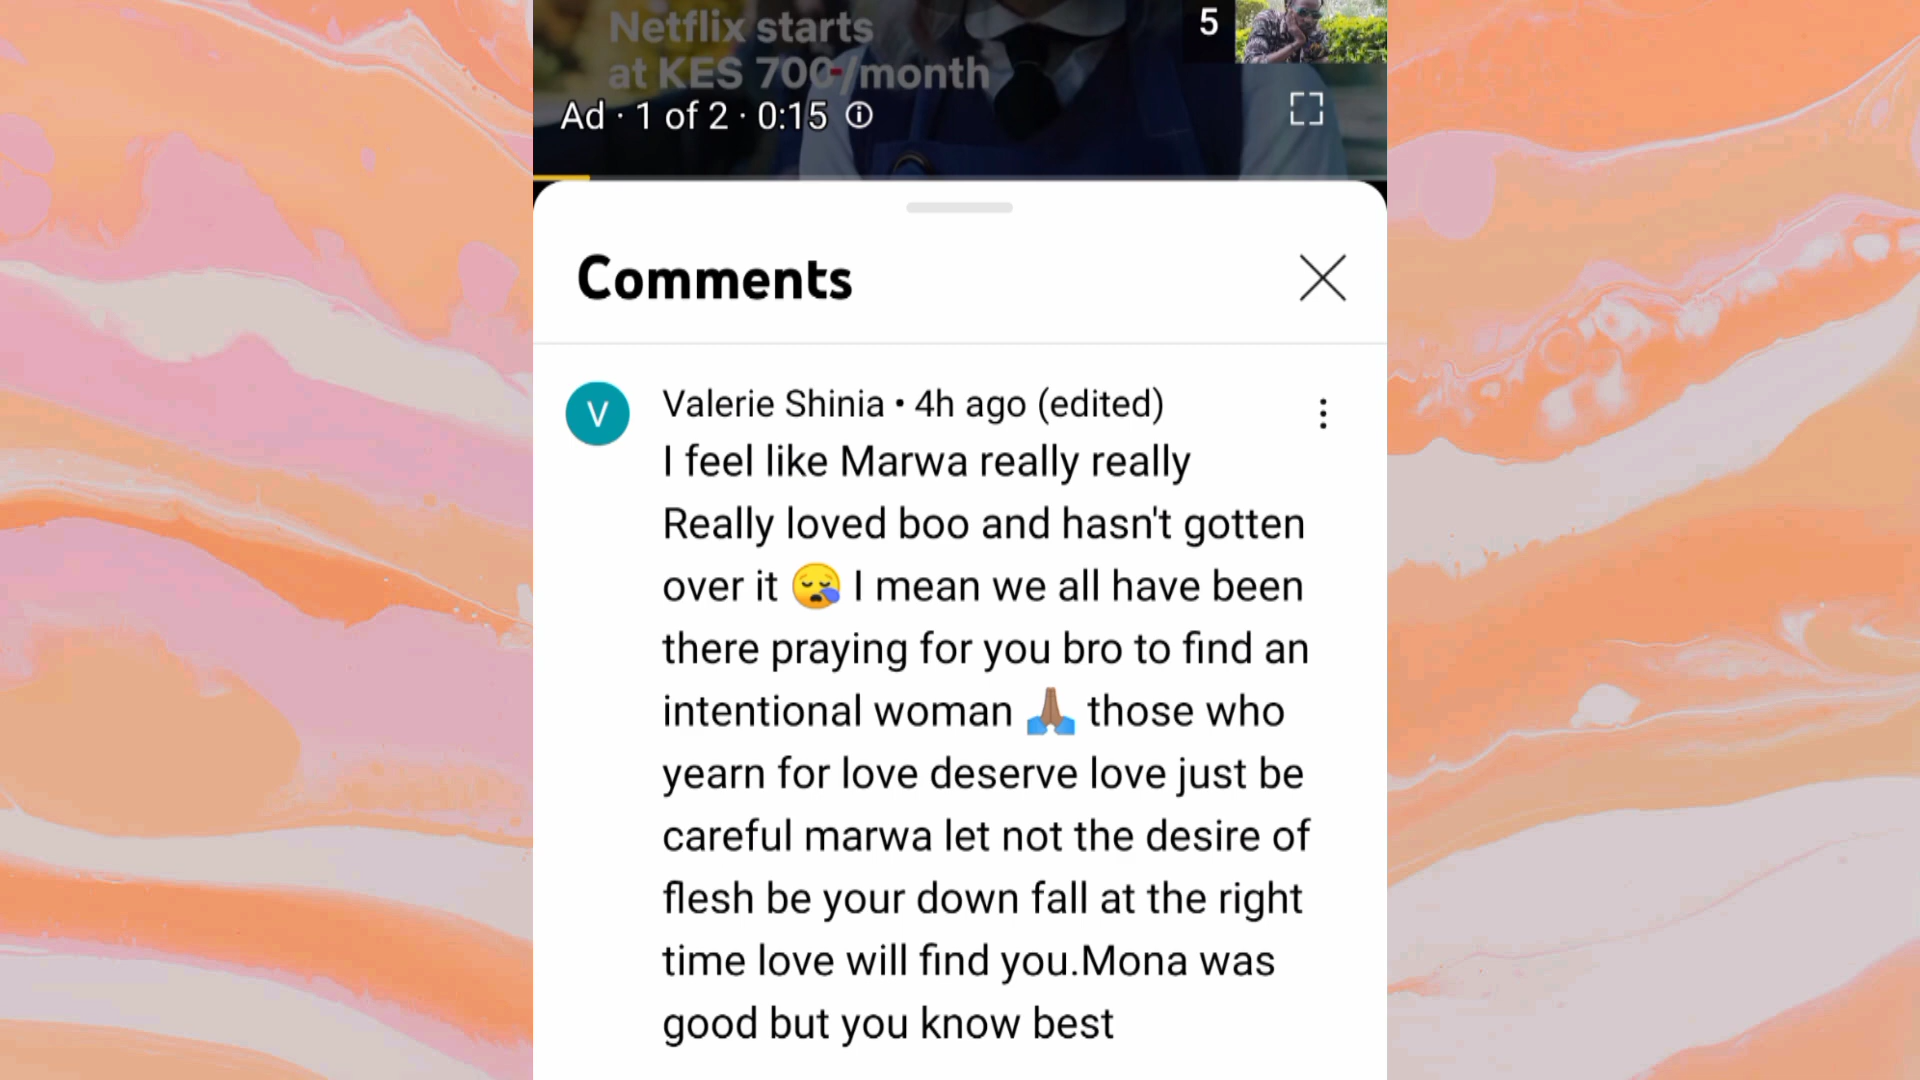 Netflix starts
at KES 700/month
5
Ad · 1 of 2 · 0:15
Comments
V
Valerie Shinia • 4h ago (edited)
I feel like Marwa really really
Really loved boo and hasn't gotten
over it 😪 I mean we all have been
there praying for you bro to find an
intentional woman 🙏🏽 those who
yearn for love deserve love just be
careful marwa let not the desire of
flesh be your down fall at the right
time love will find you.Mona was
good but you know best